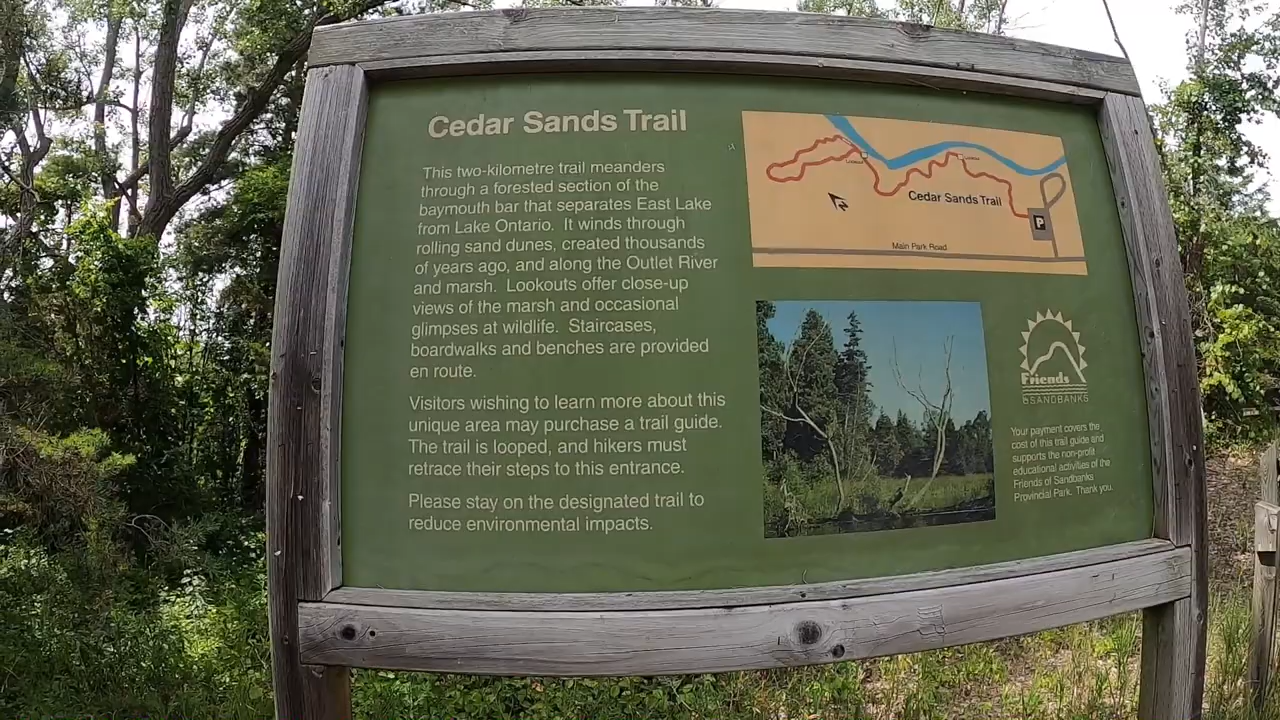 Cedar Sands Trail
This two-kilometre trail meanders
through a forested section of the
baymouth bar that separates East Lake
from Lake Ontario. It winds through
rolling sand dunes, created thousands
of years ago, and along the Outlet River
and marsh. Lookouts offer close-up
views of the marsh and occasional
glimpses at wildlife. Staircases,
boardwalks and benches are provided
en route.
Visitors wishing to learn more about this
unique area may purchase a trail guide.
The trail is looped, and hikers must
retrace their steps to this entrance.
Please stay on the designated trail to
reduce environmental impacts.
Lookout
Lookout
Cedar Sands Trail
P
Main Park Road
Friends
of SANDBANKS
Your payment covers the
cost of this trail guide and
supports the non-profit
educational activities of the
Friends of Sandbanks
Provincial Park. Thank you.